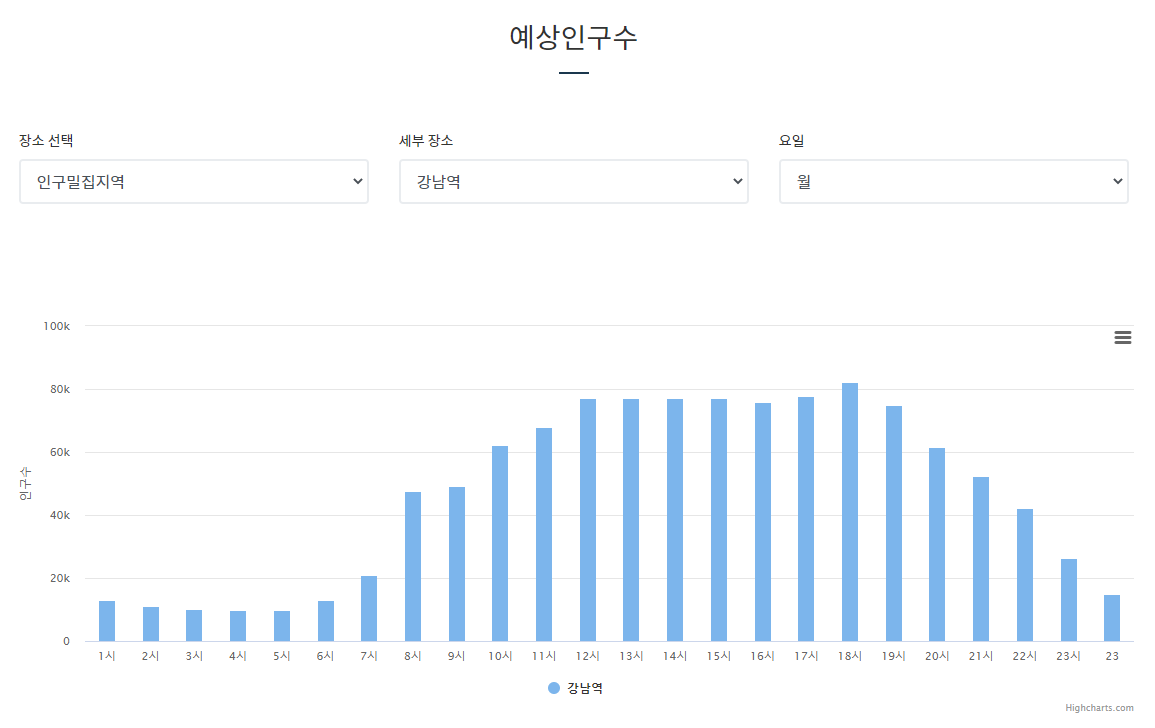 예상인구수
장소 선택 세부 장소 요일
인구밀집지역 강남역 월
100k
80k
60k
40k
20k
0
인구수
1시 2시 3시 4시 5시 6시 7시 8시 9시 10시 11시 12시 13시 14시 15시 16시 17시 18시 19시 20시 21시 22시 23시 23
강남역
Highcharts.com